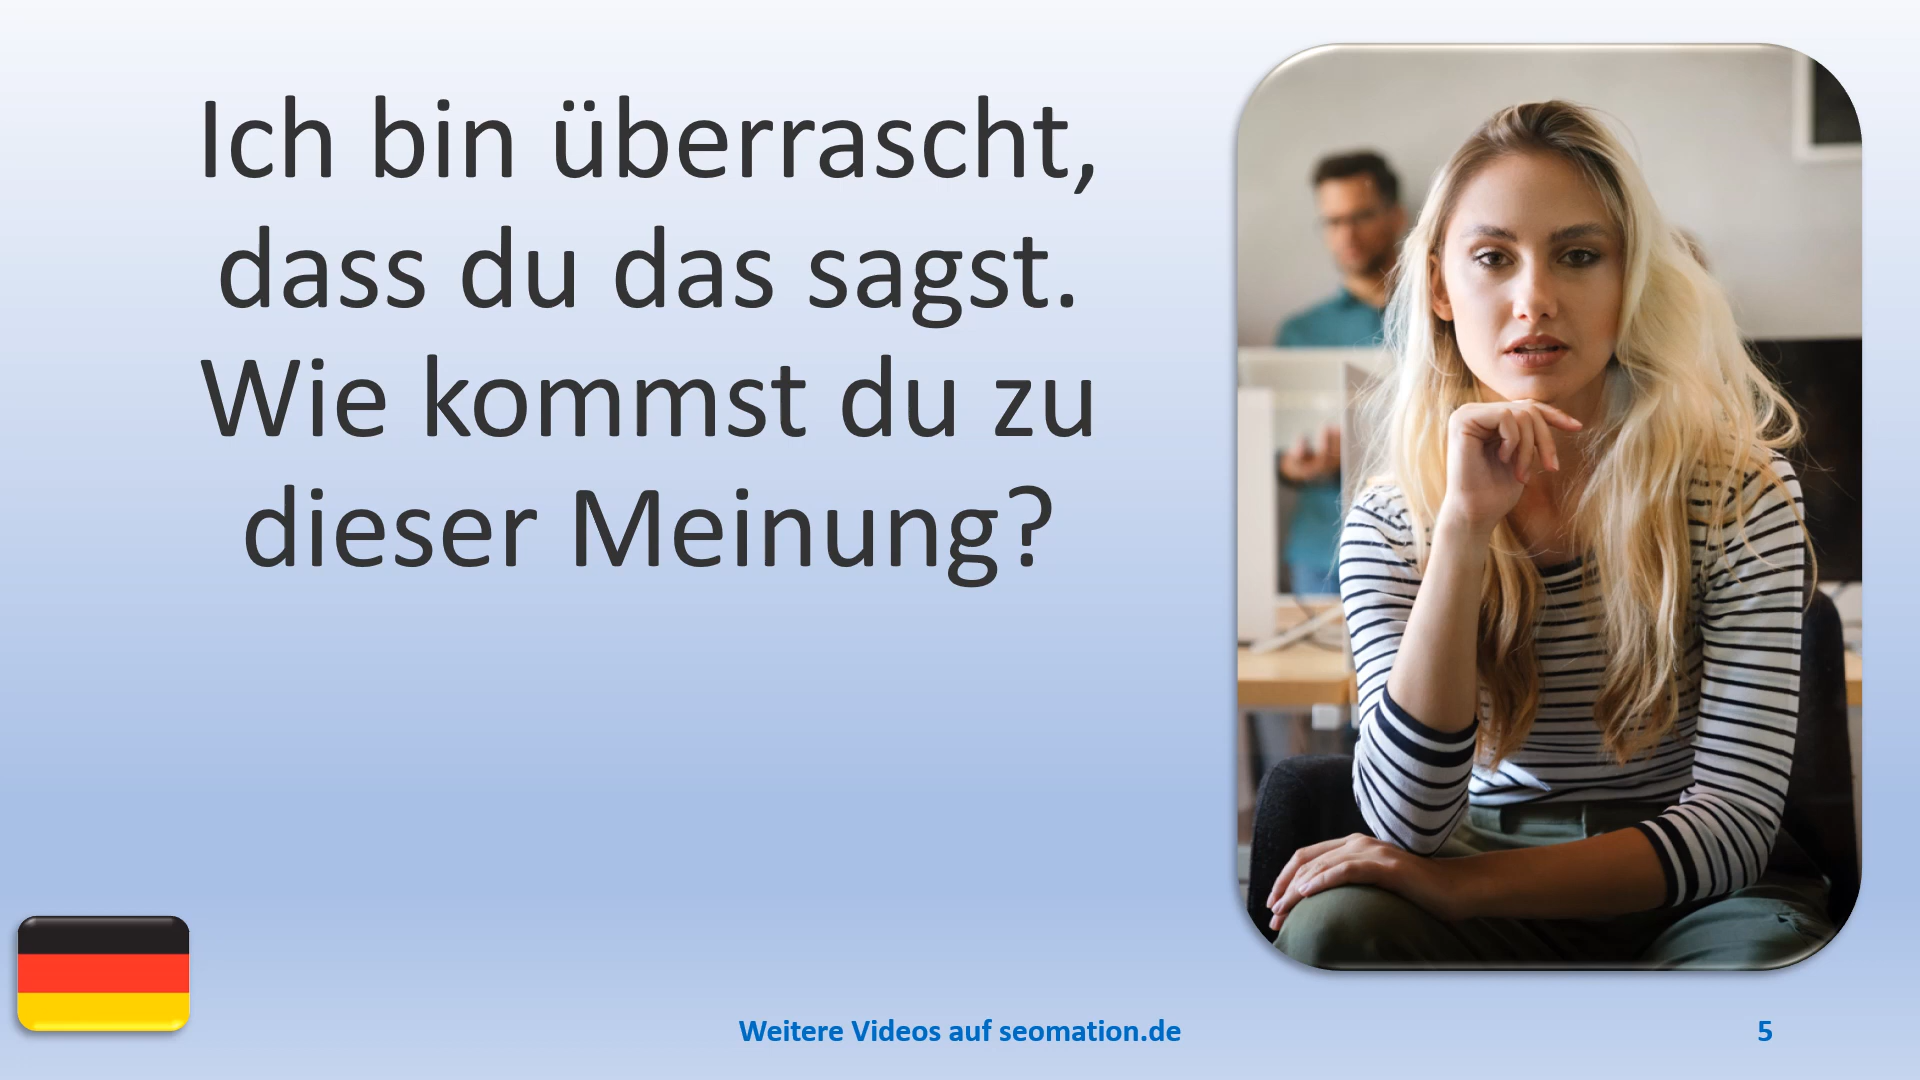 Ich bin überrascht,
dass du das sagst.
Wie kommst du zu
dieser Meinung?
Weitere Videos auf seomation.de
5